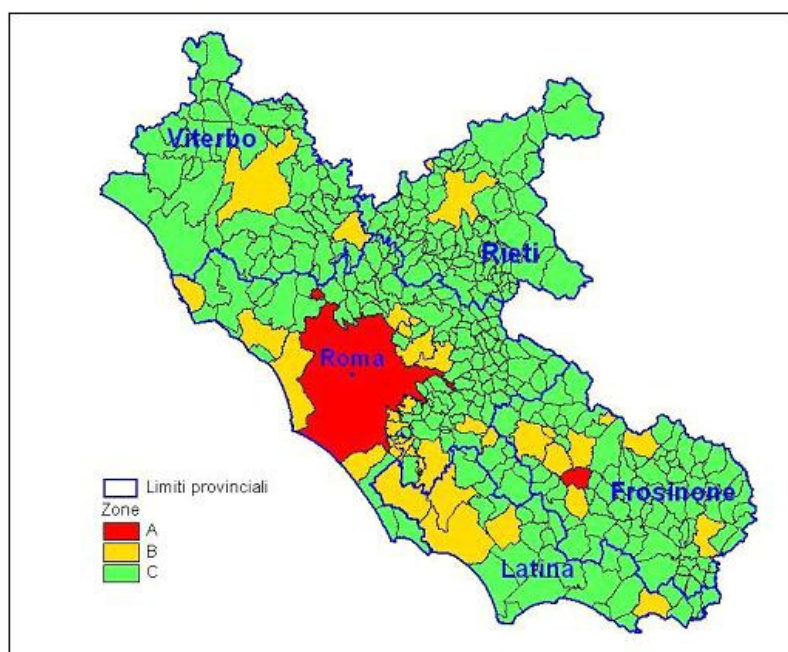 Viterbo
Rieti
Roma
Frosinone
Latina
Limiti provinciali
Zone
A
B
C